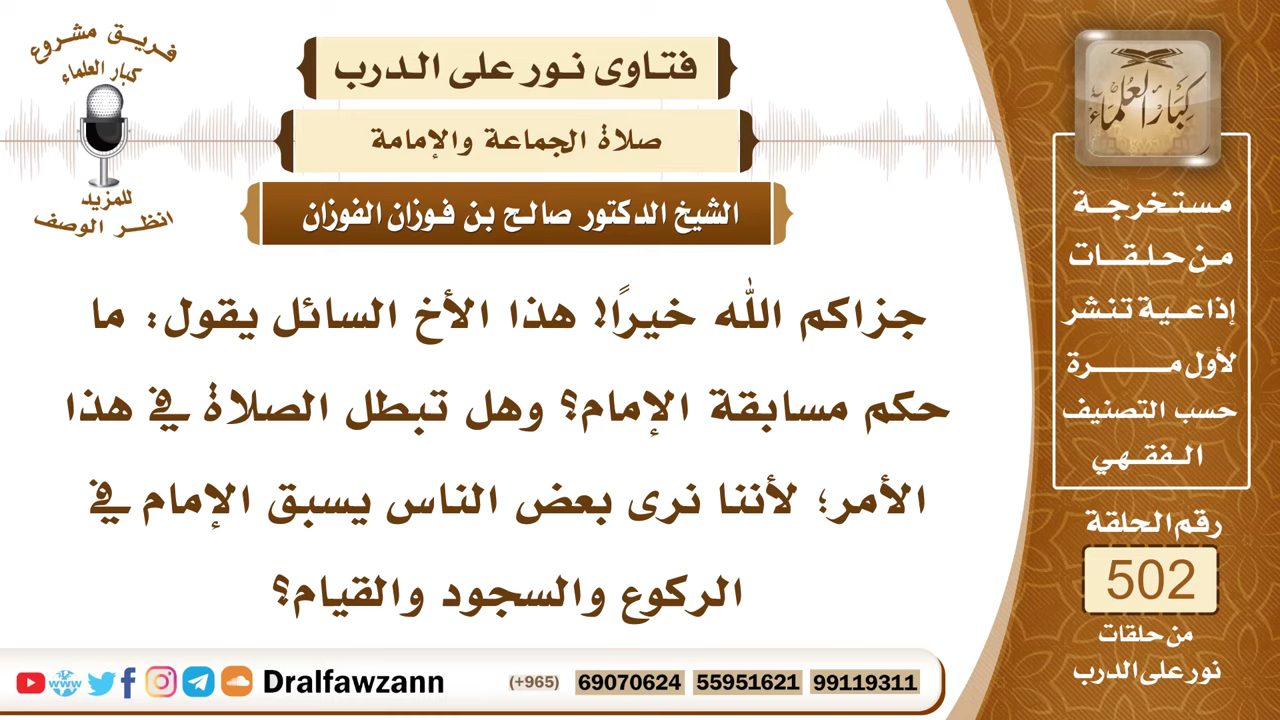 فريق مشروع
كبار العلماء
للمزيد
انظر الوصف
فتاوى نور على الدرب
صلاة الجماعة والإمامة
الشيخ الدكتور صالح بن فوزان الفوزان
جزاكم الله خيرًا! هذا الأخ السائل يقول: ما
حكم مسابقة الإمام؟ وهل تبطل الصلاة في هذا
الأمر؛ لأننا نرى بعض الناس يسبق الإمام في
الركوع والسجود والقيام؟
كبار العلماء
مستخرجة
من حلقات
إذاعية تنشر
لأول مرة
حسب التصنيف
الفقهي
رقم الحلقة
502
من حلقات
نور على الدرب
www
Dralfawzann (+965) 69070624 55951621 99119311